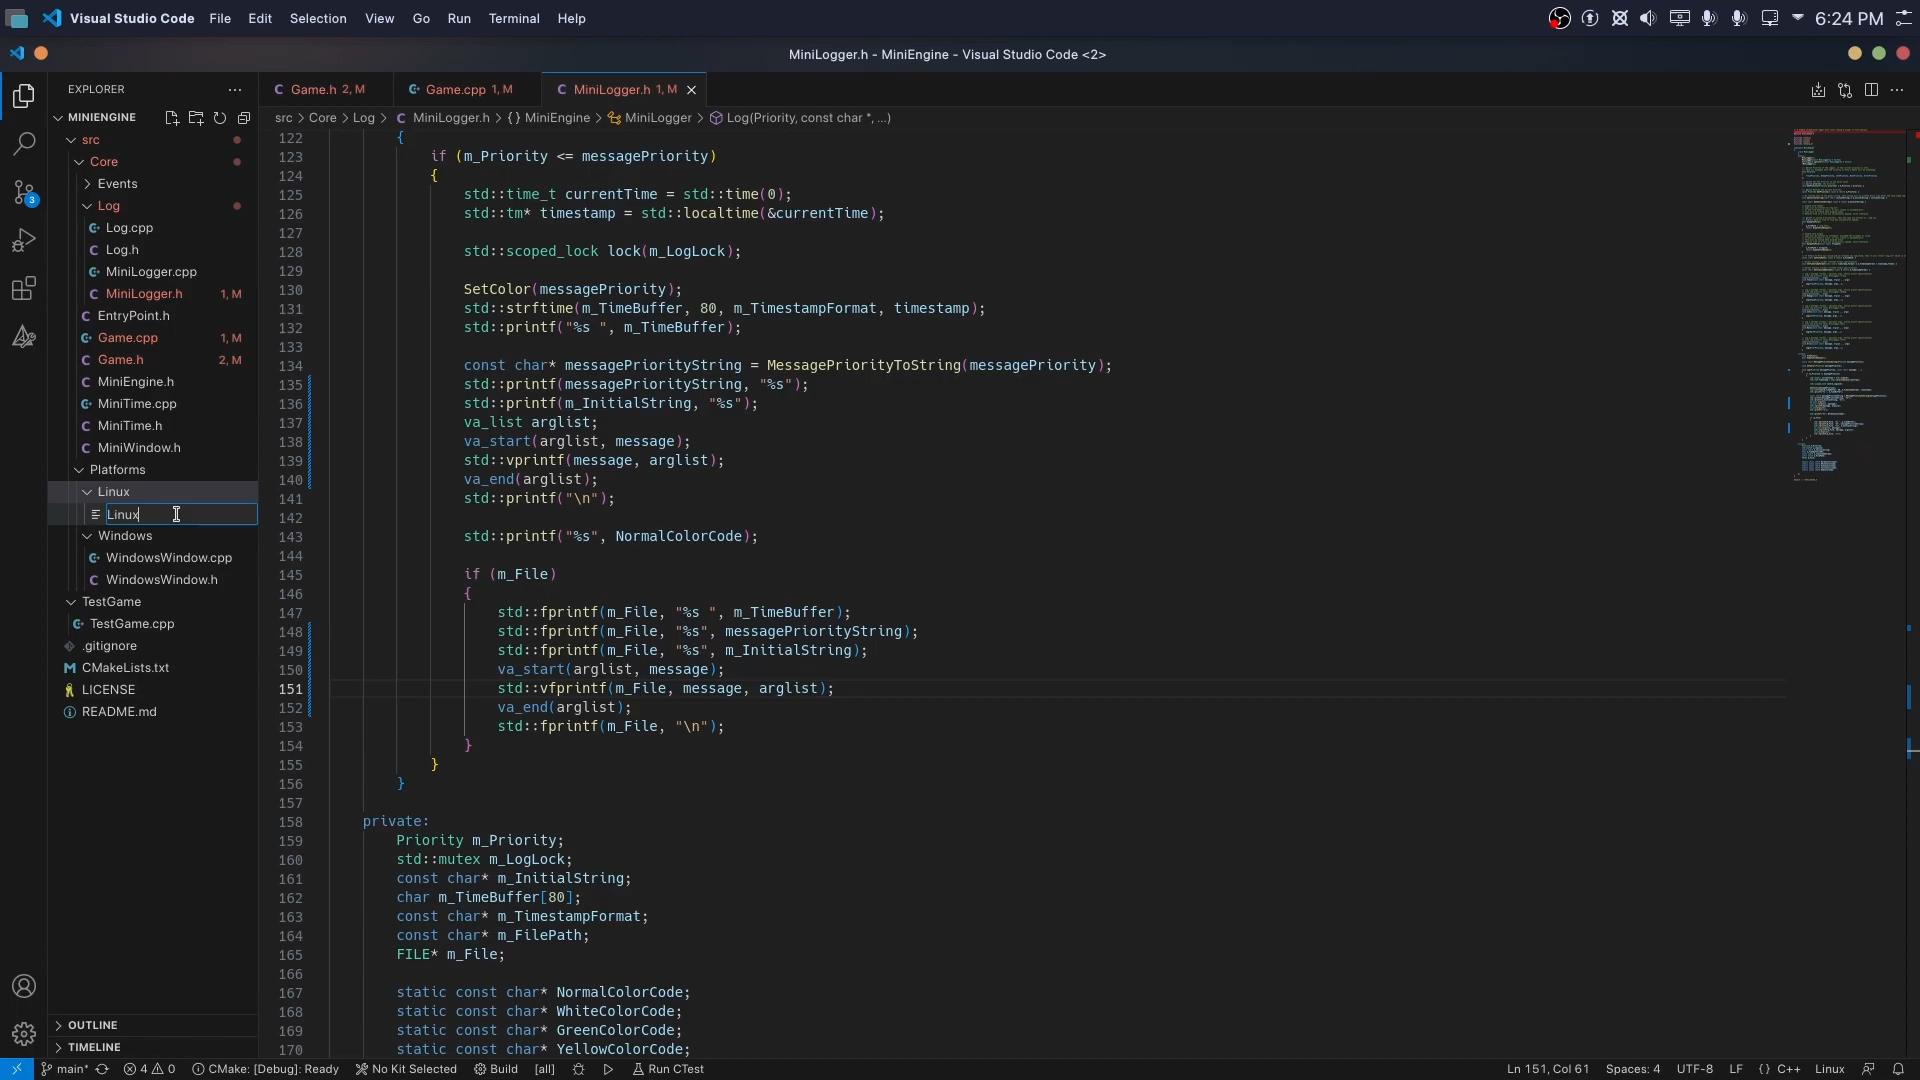 Visual Studio Code File Edit Selection View Go Run Terminal Help 6:24 PM
MiniLogger.h - MiniEngine - Visual Studio Code <2>
EXPLORER
MINIENGINE
src
Core
Events
Log
Log.cpp
Log.h
MiniLogger.cpp
MiniLogger.h 1, M
EntryPoint.h
Game.cpp 1, M
Game.h 2, M
MiniEngine.h
MiniTime.cpp
MiniTime.h
MiniWindow.h
Platforms
Linux
Linux
Windows
WindowsWindow.cpp
WindowsWindow.h
TestGame
TestGame.cpp
.gitignore
CMakeLists.txt
LICENSE
README.md
OUTLINE
TIMELINE
3
Game.h 2, M Game.cpp 1, M MiniLogger.h 1, M
src > Core > Log > MiniLogger.h > {} MiniEngine > MiniLogger > Log(Priority, const char *, ...)
122 {
123 if (m_Priority <= messagePriority)
124 {
125 std::time_t currentTime = std::time(0);
126 std::tm* timestamp = std::localtime(&currentTime);
127
128 std::scoped_lock lock(m_LogLock);
129
130 SetColor(messagePriority);
131 std::strftime(m_TimeBuffer, 80, m_TimestampFormat, timestamp);
132 std::printf("%s ", m_TimeBuffer);
133
134 const char* messagePriorityString = MessagePriorityToString(messagePriority);
135 std::printf(messagePriorityString, "%s");
136 std::printf(m_InitialString, "%s");
137 va_list arglist;
138 va_start(arglist, message);
139 std::vprintf(message, arglist);
140 va_end(arglist);
141 std::printf("\n");
142
143 std::printf("%s", NormalColorCode);
144
145 if (m_File)
146 {
147 std::fprintf(m_File, "%s ", m_TimeBuffer);
148 std::fprintf(m_File, "%s", messagePriorityString);
149 std::fprintf(m_File, "%s", m_InitialString);
150 va_start(arglist, message);
151 std::vfprintf(m_File, message, arglist);
152 va_end(arglist);
153 std::fprintf(m_File, "\n");
154 }
155 }
156 }
157
158 private:
159 Priority m_Priority;
160 std::mutex m_LogLock;
161 const char* m_InitialString;
162 char m_TimeBuffer[80];
163 const char* m_TimestampFormat;
164 const char* m_FilePath;
165 FILE* m_File;
166
167 static const char* NormalColorCode;
168 static const char* WhiteColorCode;
169 static const char* GreenColorCode;
170 static const char* YellowColorCode;
main* 4 0 CMake: [Debug]: Ready No Kit Selected Build [all] Run CTest Ln 151, Col 61 Spaces: 4 UTF-8 LF {} C++ Linux